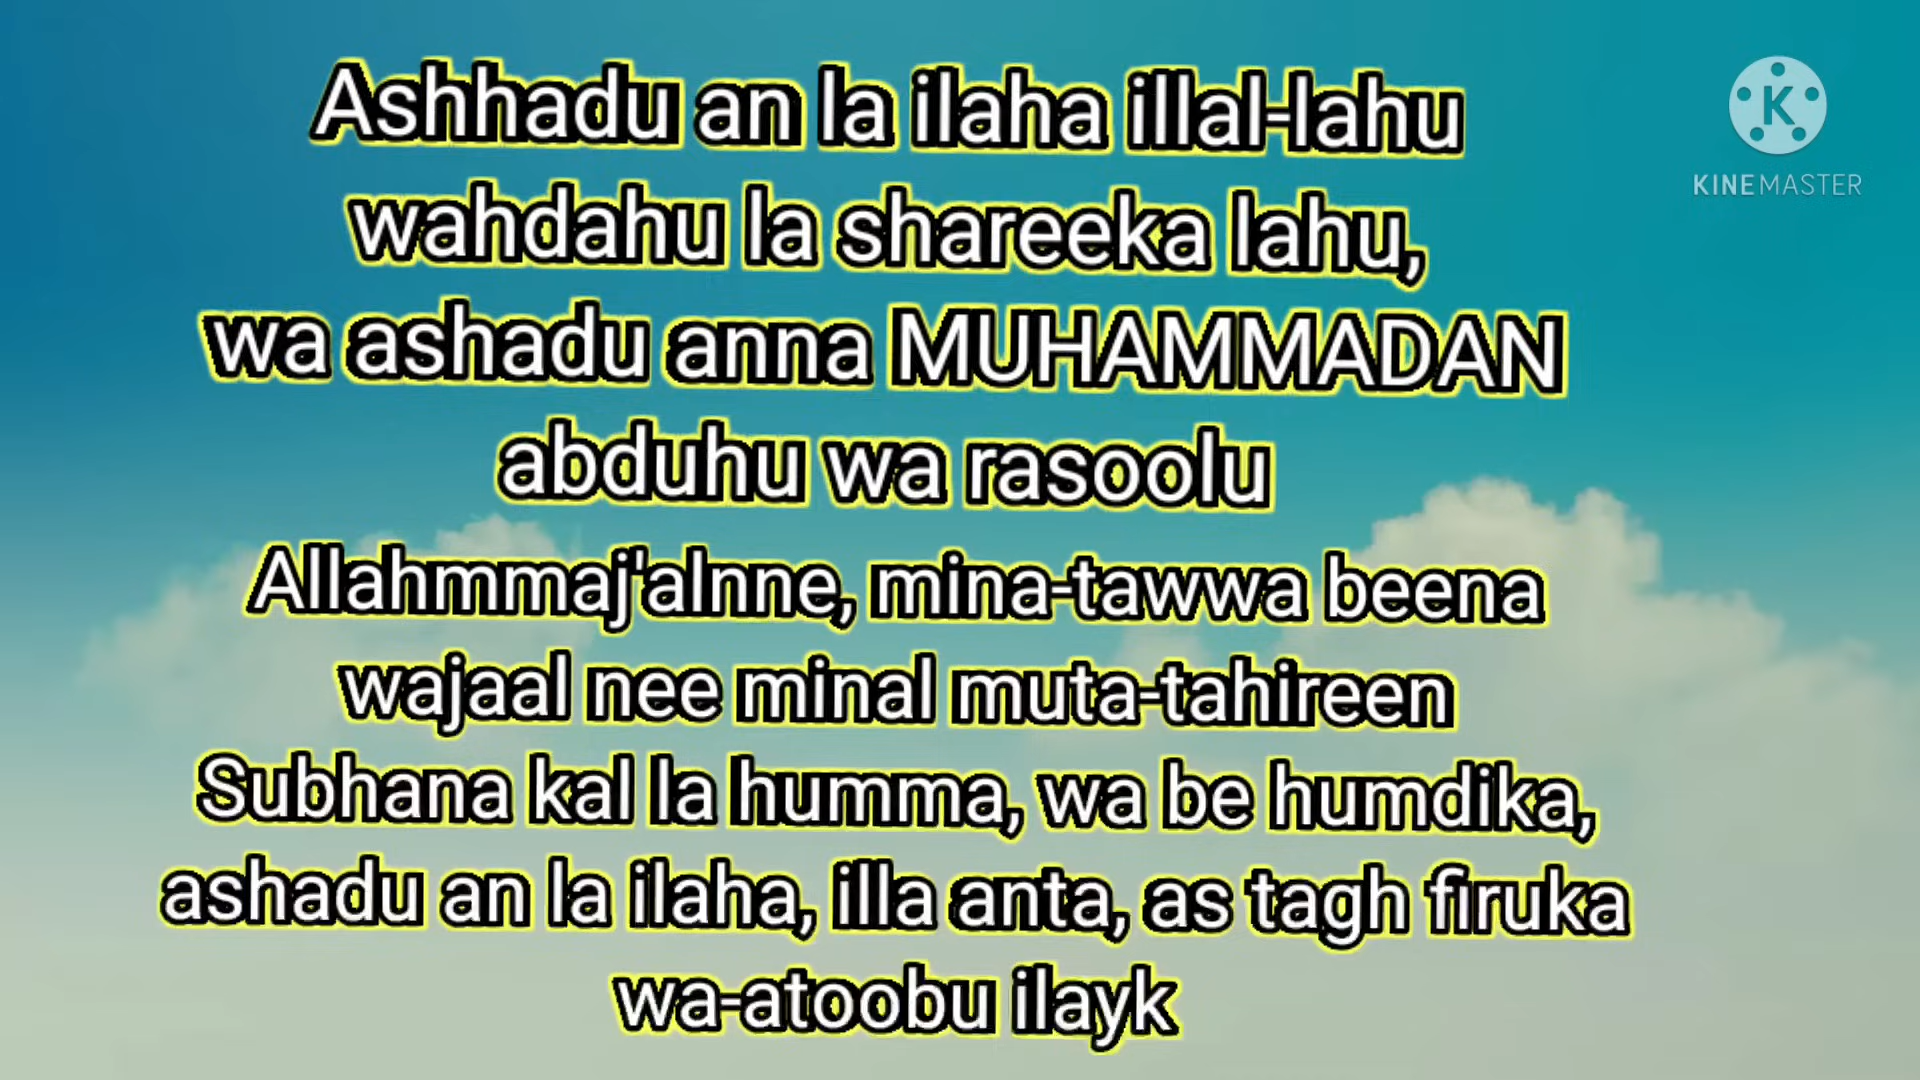 Ashhadu an la ilaha illal-lahu
wahdahu la shareeka lahu,
wa ashadu anna MUHAMMADAN
abduhu wa rasoolu
Allahmmaj'alnne, mina-tawwa beena
wajaal nee minal muta-tahireen
Subhana kal la humma, wa be humdika,
ashadu an la ilaha, illa anta, as tagh firuka
wa-atoobu ilayk
K
KINEMASTER